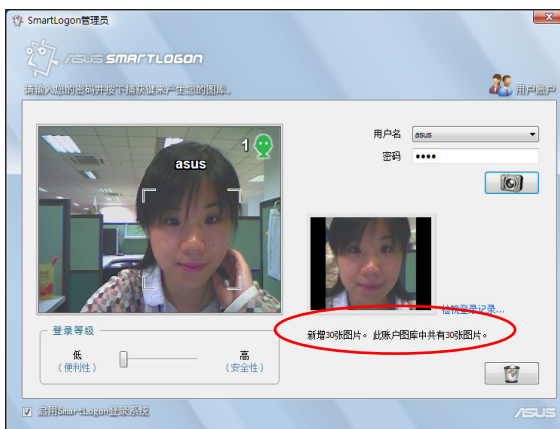 SmartLogon管理员
ASUS SMARTLOGON
请输入您的密码并按下捕获键来产生您的图库。
用户账户
用户名 asus
密码 ••••
1
asus
检视登录记录...
新增30张图片。 此账户图库中共有30张图片。
登录等级
低 高
(便利性) (安全性)
启用SmartLogon登录系统
ASUS